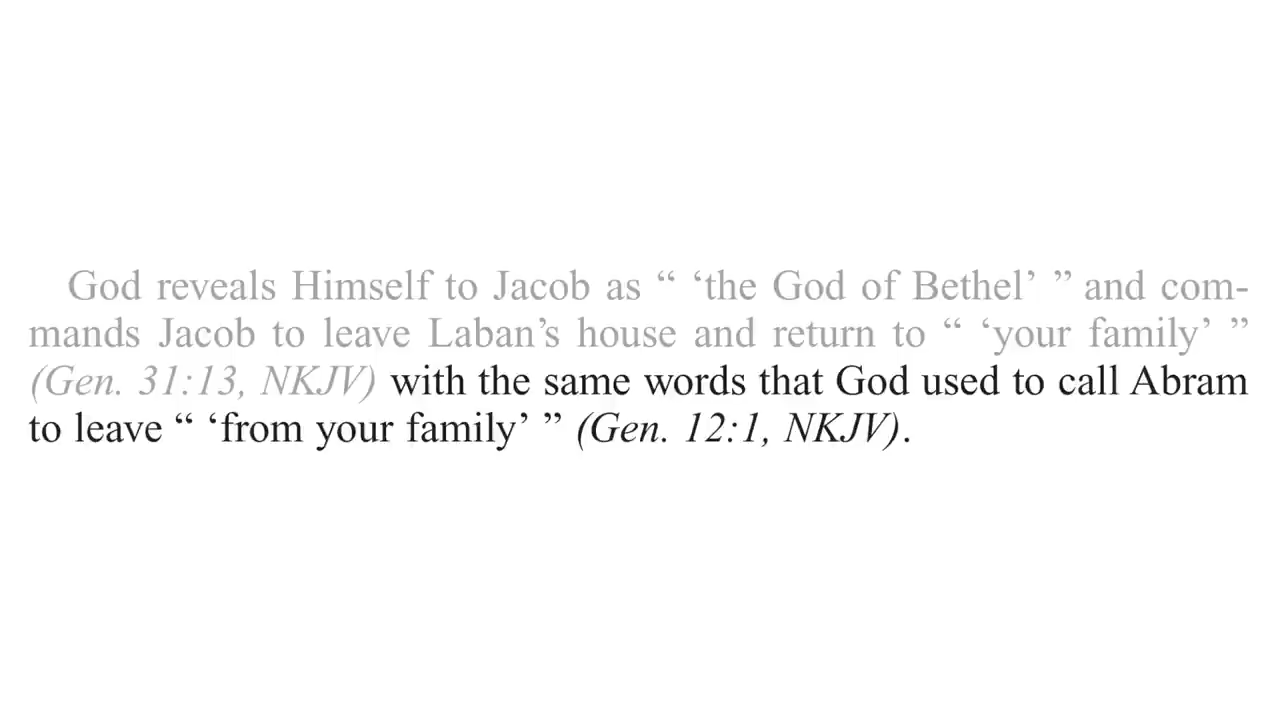 God reveals Himself to Jacob as “ ‘the God of Bethel’ ” and com-
mands Jacob to leave Laban’s house and return to “ ‘your family’ ”
(Gen. 31:13, NKJV) with the same words that God used to call Abram
to leave “ ‘from your family’ ” (Gen. 12:1, NKJV).